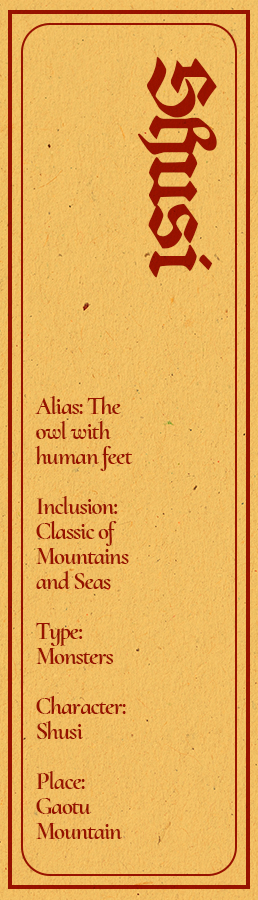 Shusi
Alias: The
owl with
human feet
Inclusion:
Classic of
Mountains
and Seas
Type:
Monsters
Character:
Shusi
Place:
Gaotu
Mountain